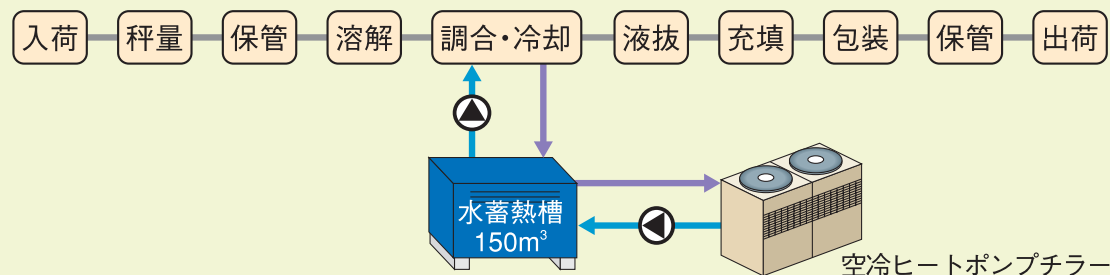 入荷 秤量 保管 溶解 調合・冷却 液抜 充填 包装 保管 出荷
水蓄熱槽
150m³
空冷ヒートポンプチラー